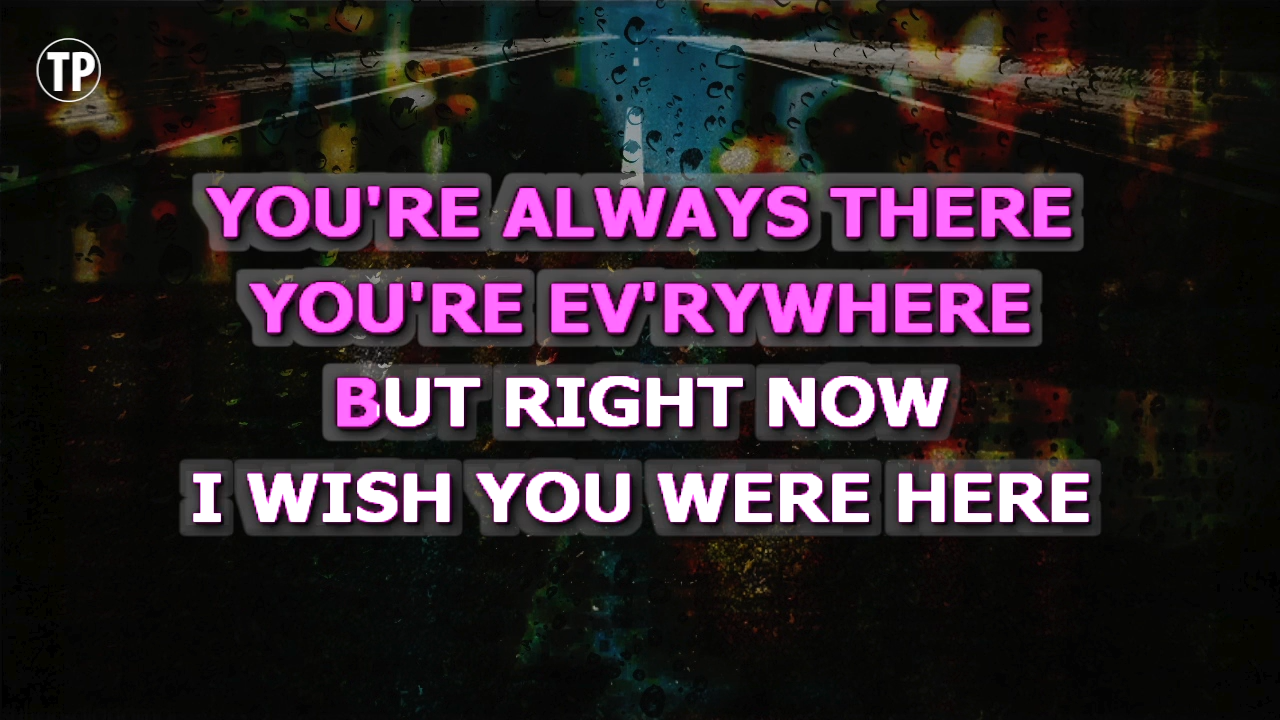 TP
YOU'RE ALWAYS THERE
YOU'RE EV'RYWHERE
BUT RIGHT NOW
I WISH YOU WERE HERE